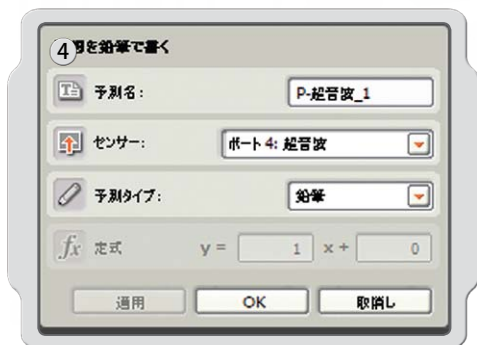 ④
を鉛筆で書く
予測名:
P-超音波_1
センサー:
ポート4: 超音波
予測タイプ:
鉛筆
fx 定式 y = 1 x + 0
適用 OK 取消し